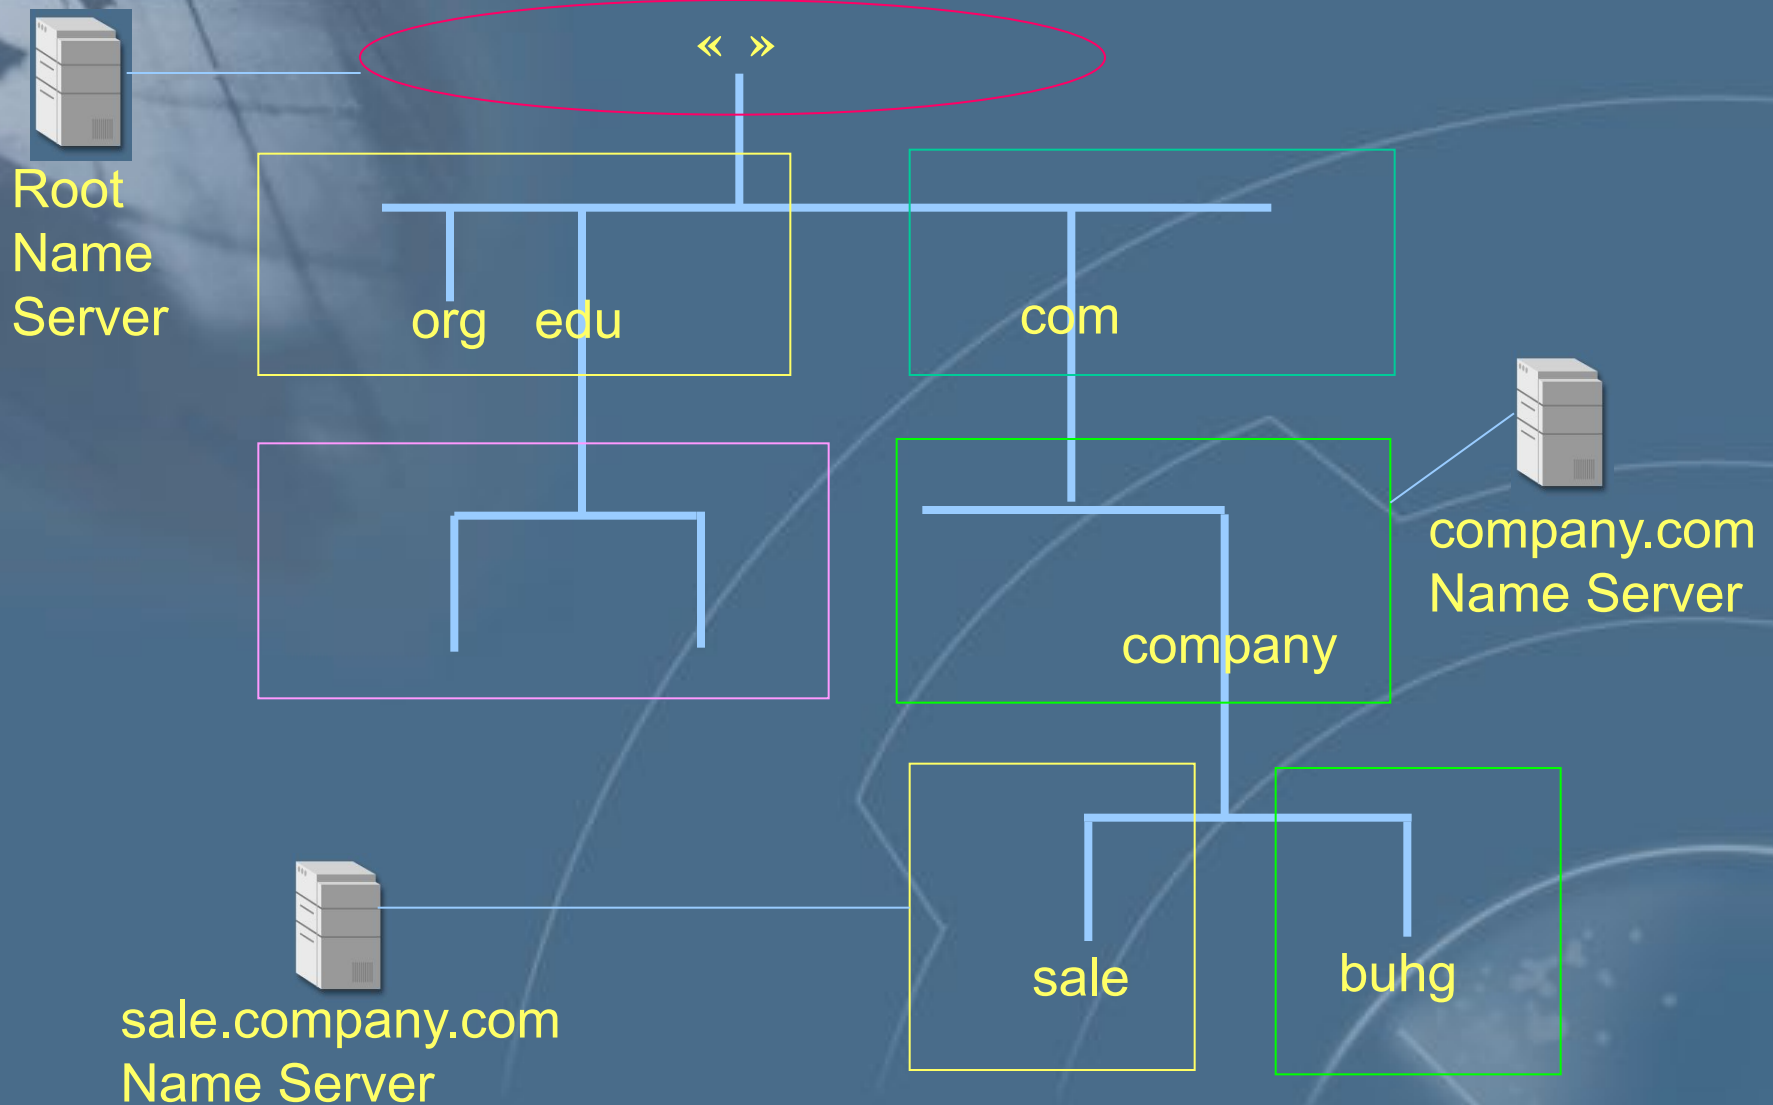 « »
Root
Name
Server
org edu
com
company.com
Name Server
company
sale
buhg
sale.company.com
Name Server